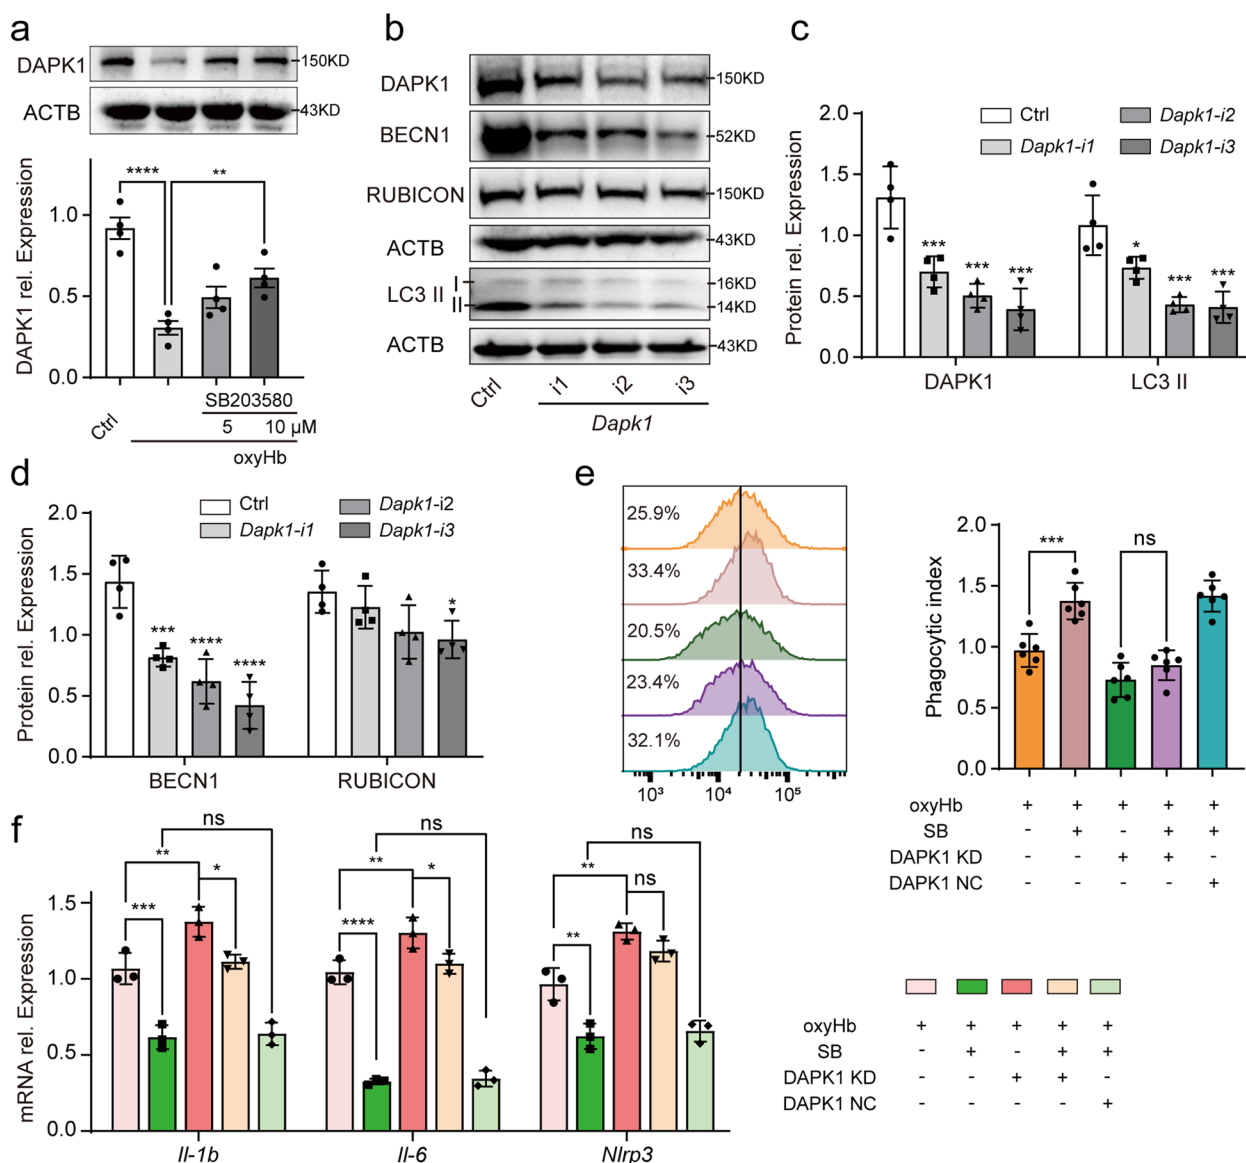 a
DAPK1
150KD
ACTB
43KD
DAPK1 rel. Expression
1.0
0.5
0.0
****
**
Ctrl
SB203580
5
10 μM
oxyHb
b
DAPK1
150KD
BECN1
52KD
RUBICON
150KD
ACTB
43KD
LC3 II
I
II
16KD
14KD
ACTB
43KD
Ctrl
i1
i2
i3
Dapk1
c
Ctrl
Dapk1-i1
Dapk1-i2
Dapk1-i3
Protein rel. Expression
2.0
1.5
1.0
0.5
0.0
***
***
***
*
***
***
DAPK1
LC3 II
d
Ctrl
Dapk1-i1
Dapk1-i2
Dapk1-i3
Protein rel. Expression
2.0
1.5
1.0
0.5
0.0
***
****
****
*
BECN1
RUBICON
e
25.9%
33.4%
20.5%
23.4%
32.1%
10³
10⁴
10⁵
Phagocytic index
2.0
1.5
1.0
0.5
0.0
***
ns
oxyHb + + + + +
SB - + - + +
DAPK1 KD - - + + -
DAPK1 NC - - - - +
f
mRNA rel. Expression
1.5
1.0
0.5
0.0
ns
**
*
***
ns
**
*
****
ns
**
ns
**
Il-1b
Il-6
Nlrp3
oxyHb + + + + +
SB - + - + +
DAPK1 KD - - + + -
DAPK1 NC - - - - +